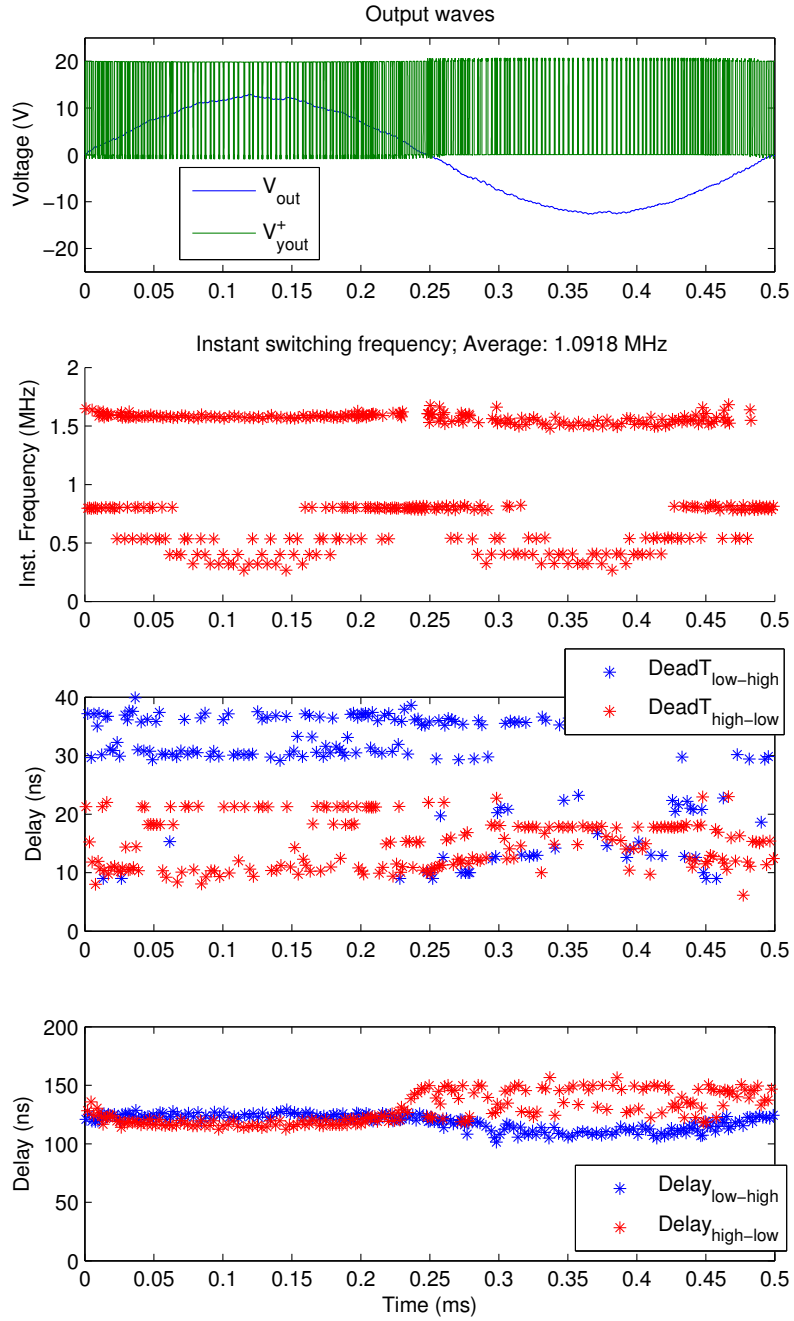 Output waves
20
10
0
−10
−20
Voltage (V)
V_out
V^+_yout
0 0.05 0.1 0.15 0.2 0.25 0.3 0.35 0.4 0.45 0.5
Instant switching frequency; Average: 1.0918 MHz
2
1.5
1
0.5
0
Inst. Frequency (MHz)
0 0.05 0.1 0.15 0.2 0.25 0.3 0.35 0.4 0.45 0.5
DeadT_low−high
DeadT_high−low
40
30
20
10
0
Delay (ns)
0 0.05 0.1 0.15 0.2 0.25 0.3 0.35 0.4 0.45 0.5
200
150
100
50
0
Delay (ns)
Delay_low−high
Delay_high−low
0 0.05 0.1 0.15 0.2 0.25 0.3 0.35 0.4 0.45 0.5
Time (ms)